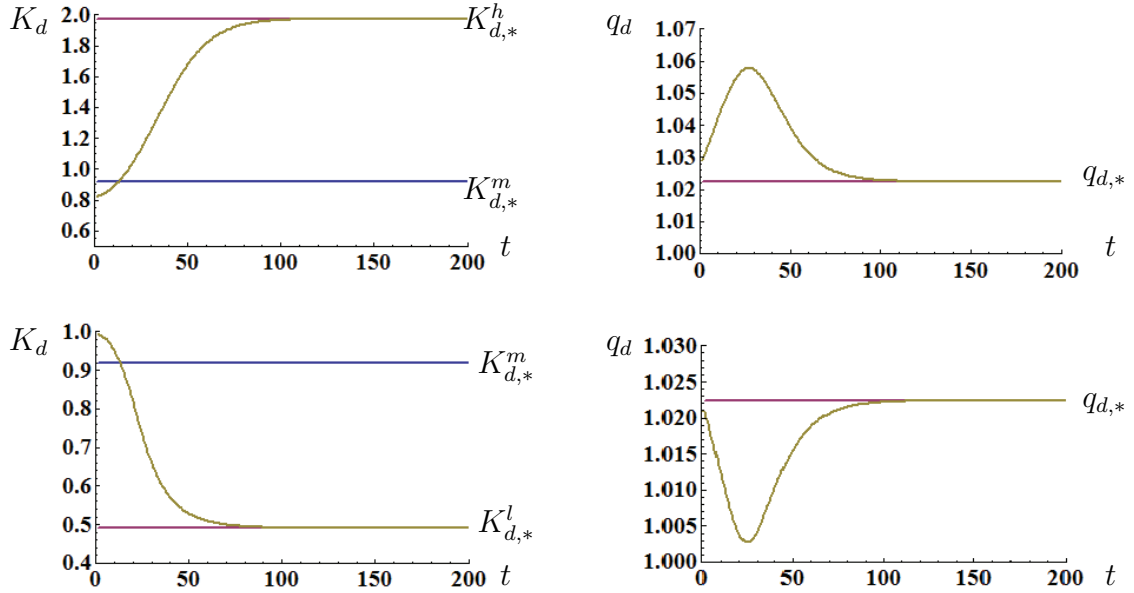 K_d
2.0
1.8
1.6
1.4
1.2
1.0
0.8
0.6
K^h_{d,*}
K^m_{d,*}
0 50 100 150 200 t
q_d
1.07
1.06
1.05
1.04
1.03
1.02
1.01
1.00
q_{d,*}
0 50 100 150 200 t
K_d
1.0
0.9
0.8
0.7
0.6
0.5
0.4
K^m_{d,*}
K^l_{d,*}
0 50 100 150 200 t
q_d
1.030
1.025
1.020
1.015
1.010
1.005
1.000
q_{d,*}
0 50 100 150 200 t